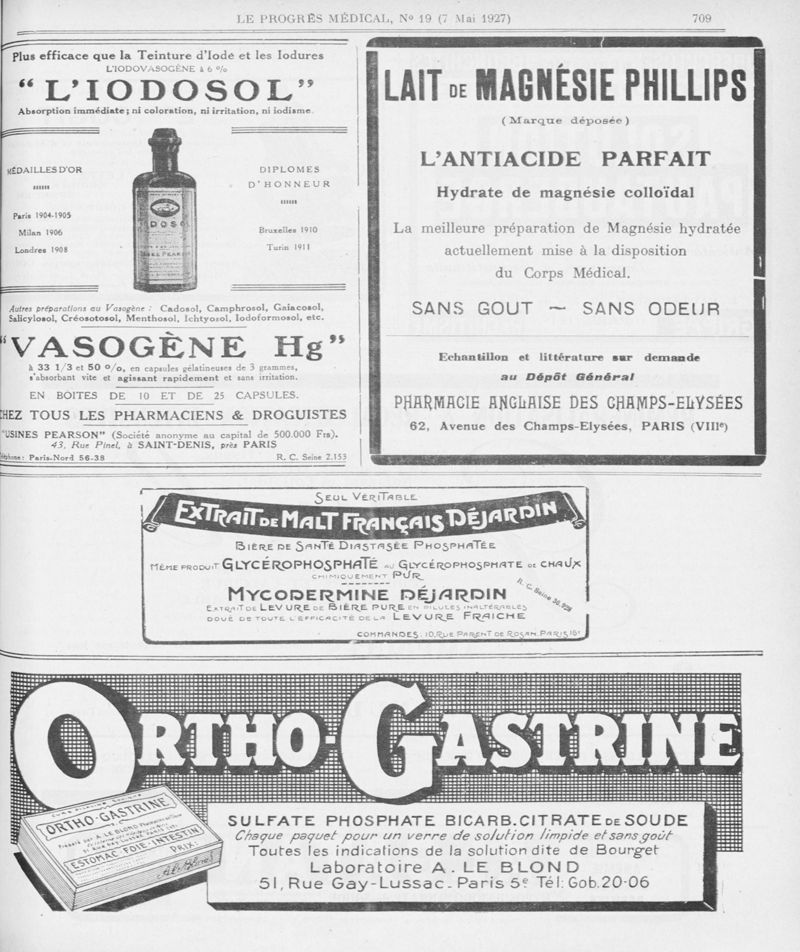 LE PROGRÈS MÉDICAL, No 19 (7 Mai 1927)
709
Plus efficace que la Teinture d'Iode et les Iodures
L'IODOVASOGÈNE à 6 %
“L'IODOSOL”
Absorption immédiate; ni coloration, ni irritation, ni iodisme.
MÉDAILLES D'OR
Paris 1904-1905
Milan 1906
Londres 1908
DIPLOMES
D'HONNEUR
Bruxelles 1910
Turin 1911
Autres préparations au Vasogène : Cadosol, Camphrosol, Gaïacosol,
Salicylosol, Créosotosol, Menthosol, Ichtyosol, Iodoformosol, etc.
“VASOGÈNE Hg”
à 33 1/3 et 50 o/o, en capsules gélatineuses de 3 grammes,
s'absorbant vite et agissant rapidement et sans irritation.
EN BOITES DE 10 ET DE 25 CAPSULES.
CHEZ TOUS LES PHARMACIENS & DROGUISTES
“USINES PEARSON” (Société anonyme au capital de 500.000 Frs).
43, Rue Pinel, à SAINT-DENIS, près PARIS
Téléphone : Paris-Nord 56-38
R. C. Seine 2.153
LAIT DE MAGNÉSIE PHILLIPS
(Marque déposée)
L'ANTIACIDE PARFAIT
Hydrate de magnésie colloïdal
La meilleure préparation de Magnésie hydratée
actuellement mise à la disposition
du Corps Médical.
SANS GOUT — SANS ODEUR
Echantillon et littérature sur demande
au Dépôt Général
PHARMACIE ANGLAISE DES CHAMPS-ELYSÉES
62, Avenue des Champs-Elysées, PARIS (VIIIe)
SEUL VÉRITABLE
EXTRAIT DE MALT FRANÇAIS DÉJARDIN
BIÈRE DE SANTÉ DIASTASÉE PHOSPHATÉE
MÊME PRODUIT GLYCÉROPHOSPHATÉ AU GLYCÉROPHOSPHATE DE CHAUX
CHIMIQUEMENT PUR
MYCODERMINE DÉJARDIN
EXTRAIT DE LEVURE DE BIÈRE PURE EN PILULES INALTÉRABLES
DOUÉ DE TOUTE L'EFFICACITÉ DE LA LEVURE FRAICHE
R. C. Seine
COMMANDES. 10, RUE PARENT DE ROSAN. PARIS 16e
ORTHO-GASTRINE
ORTHO-GASTRINE
Préparé par A. LE BLOND
ESTOMAC-FOIE-INTESTIN
PRIX:
SULFATE PHOSPHATE BICARB. CITRATE DE SOUDE
Chaque paquet pour un verre de solution limpide et sans goût
Toutes les indications de la solution dite de Bourget
Laboratoire A. LE BLOND
51, Rue Gay-Lussac. Paris 5e Tél: Gob. 20-06